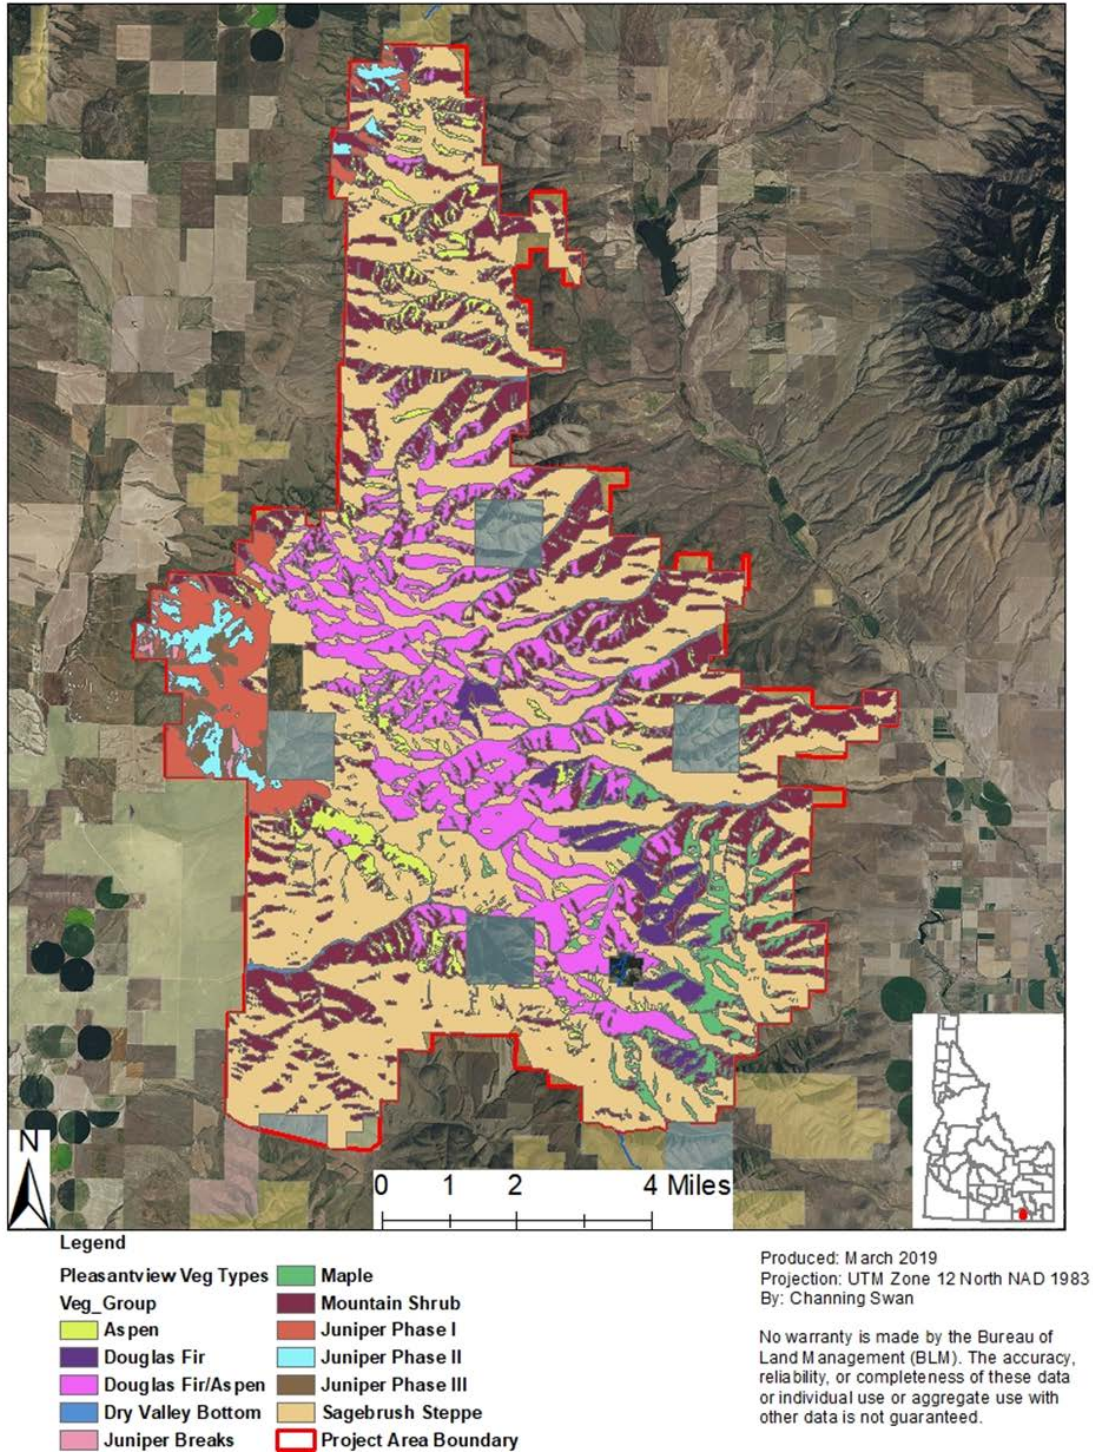 N
0 1 2 4 Miles
Legend
Pleasantview Veg Types
Veg_Group
Aspen
Douglas Fir
Douglas Fir/Aspen
Dry Valley Bottom
Juniper Breaks
Maple
Mountain Shrub
Juniper Phase I
Juniper Phase II
Juniper Phase III
Sagebrush Steppe
Project Area Boundary
Produced: March 2019
Projection: UTM Zone 12 North NAD 1983
By: Channing Swan
No warranty is made by the Bureau of
Land Management (BLM). The accuracy,
reliability, or completeness of these data
or individual use or aggregate use with
other data is not guaranteed.